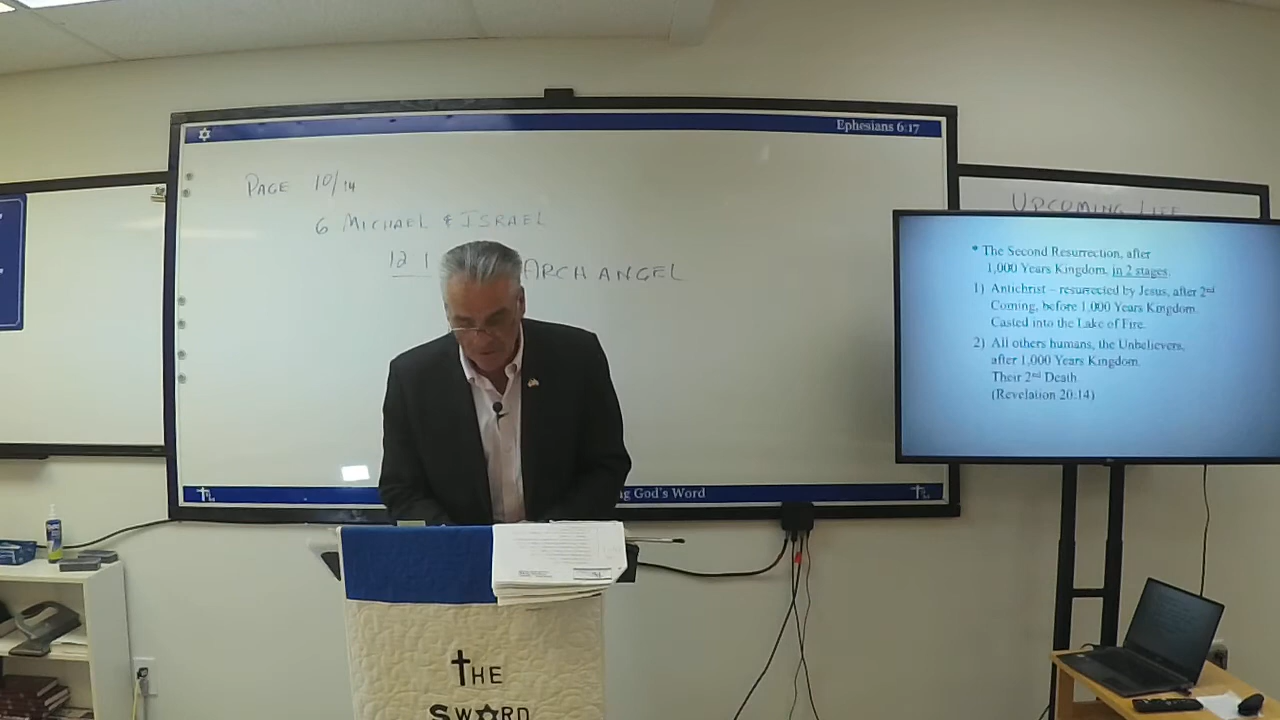 Ephesians 6:17
PAGE 10/14
6 MICHAEL & ISRAEL
12 1 ARCHANGEL
UPCOMING LIFE
* The Second Resurrection, after
1,000 Years Kingdom, in 2 stages.
1) Antichrist – resurrected by Jesus, after 2nd
Coming, before 1,000 Years Kingdom.
Casted into the Lake of Fire.
2) All others humans, the Unbelievers,
after 1,000 Years Kingdom.
Their 2nd Death.
(Revelation 20:14)
God's Word
THE
SWORD